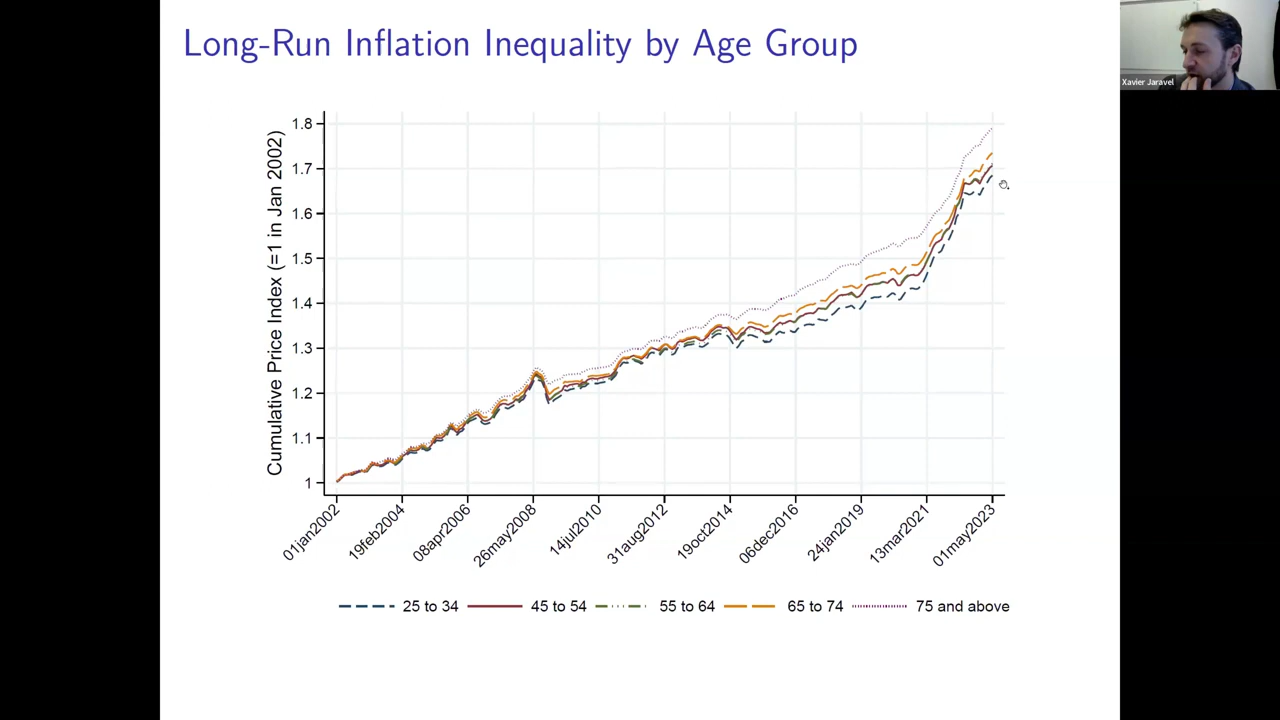 Long-Run Inflation Inequality by Age Group
Xavier Jaravel
Cumulative Price Index (=1 in Jan 2002)
1.8
1.7
1.6
1.5
1.4
1.3
1.2
1.1
1
01jan2002
19feb2004
08apr2006
26may2008
14jul2010
31aug2012
19oct2014
06dec2016
24jan2019
13mar2021
01may2023
25 to 34
45 to 54
55 to 64
65 to 74
75 and above